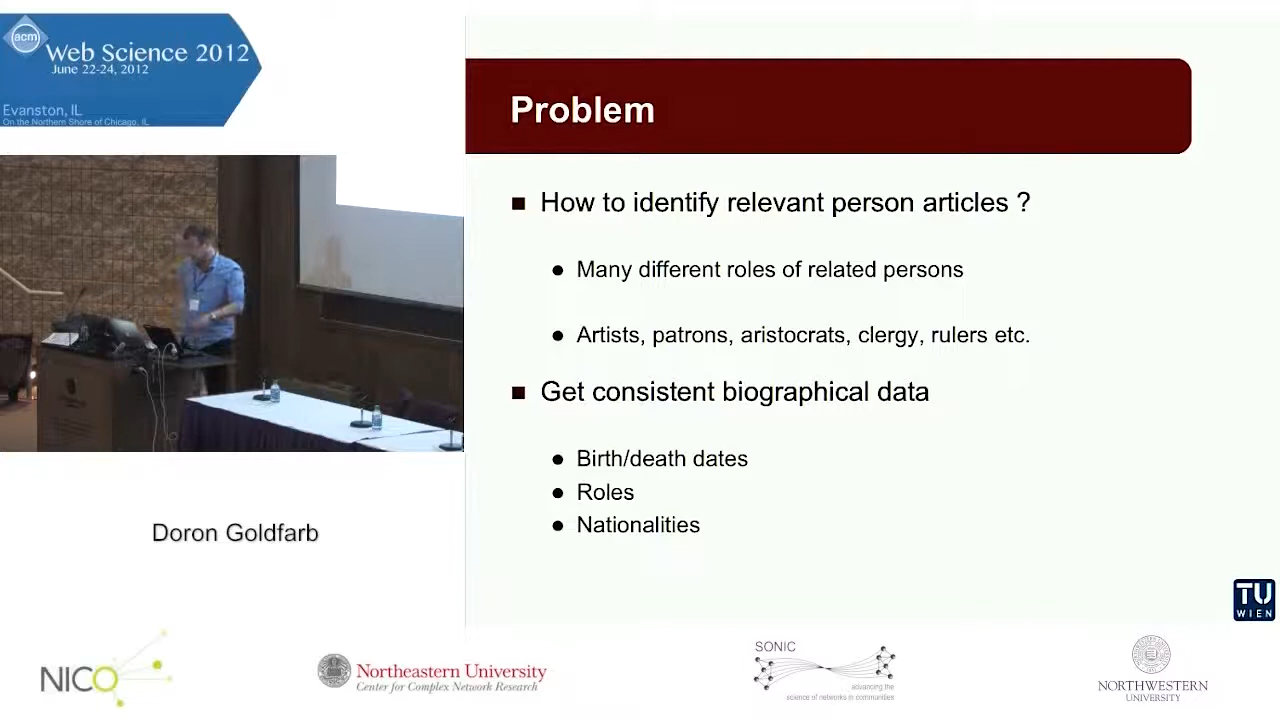 acm
Web Science 2012
June 22-24, 2012
Evanston, IL
On the Northern Shore of Chicago, IL
Problem
How to identify relevant person articles ?
Many different roles of related persons
Artists, patrons, aristocrats, clergy, rulers etc.
Get consistent biographical data
Birth/death dates
Roles
Nationalities
Doron Goldfarb
TU
WIEN
NICO
Northeastern University
Center for Complex Network Research
SONIC
advancing the
science of networks in communities
NORTHWESTERN
UNIVERSITY